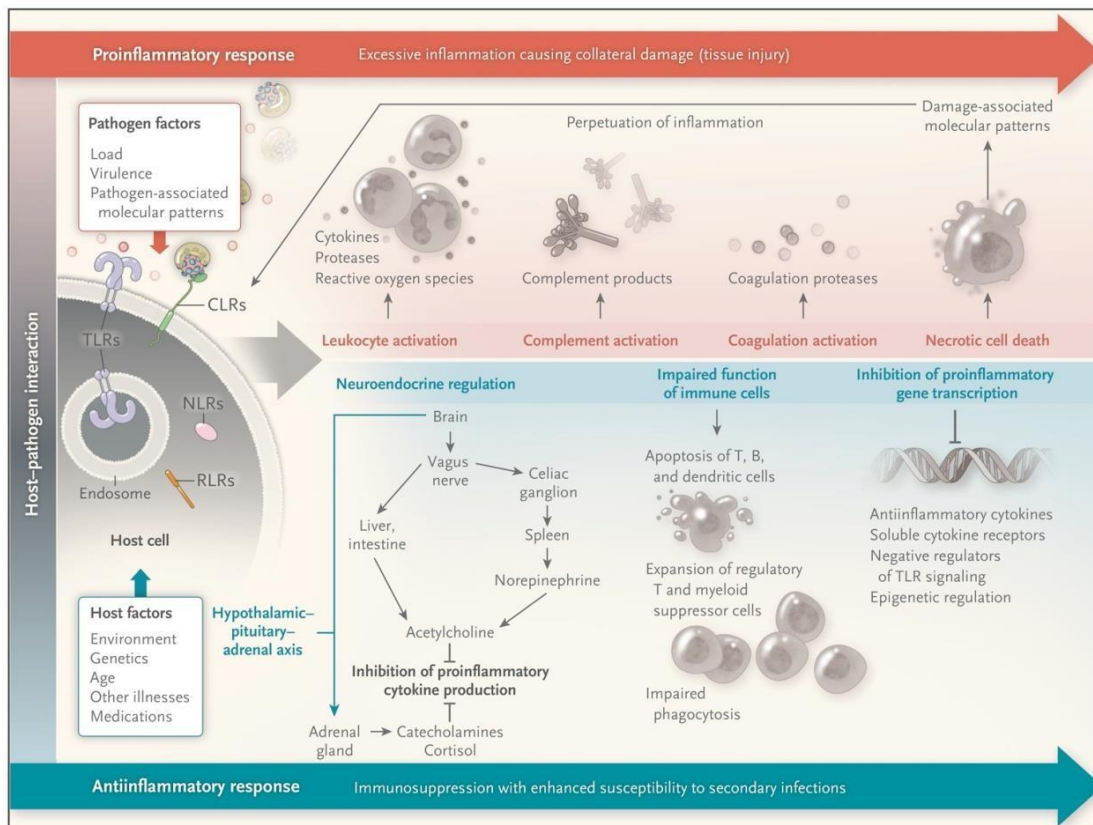 Proinflammatory response
Excessive inflammation causing collateral damage (tissue injury)
Host–pathogen interaction
Pathogen factors
Load
Virulence
Pathogen-associated
molecular patterns
TLRs
CLRs
NLRs
RLRs
Endosome
Host cell
Host factors
Environment
Genetics
Age
Other illnesses
Medications
Perpetuation of inflammation
Damage-associated
molecular patterns
Cytokines
Proteases
Reactive oxygen species
Complement products
Coagulation proteases
Leukocyte activation
Complement activation
Coagulation activation
Necrotic cell death
Neuroendocrine regulation
Brain
Vagus
nerve
Celiac
ganglion
Liver,
intestine
Spleen
Norepinephrine
Hypothalamic–
pituitary–
adrenal axis
Acetylcholine
Inhibition of proinflammatory
cytokine production
Adrenal
gland
Catecholamines
Cortisol
Impaired function
of immune cells
Apoptosis of T, B,
and dendritic cells
Expansion of regulatory
T and myeloid
suppressor cells
Impaired
phagocytosis
Inhibition of proinflammatory
gene transcription
Antiinflammatory cytokines
Soluble cytokine receptors
Negative regulators
of TLR signaling
Epigenetic regulation
Antiinflammatory response
Immunosuppression with enhanced susceptibility to secondary infections